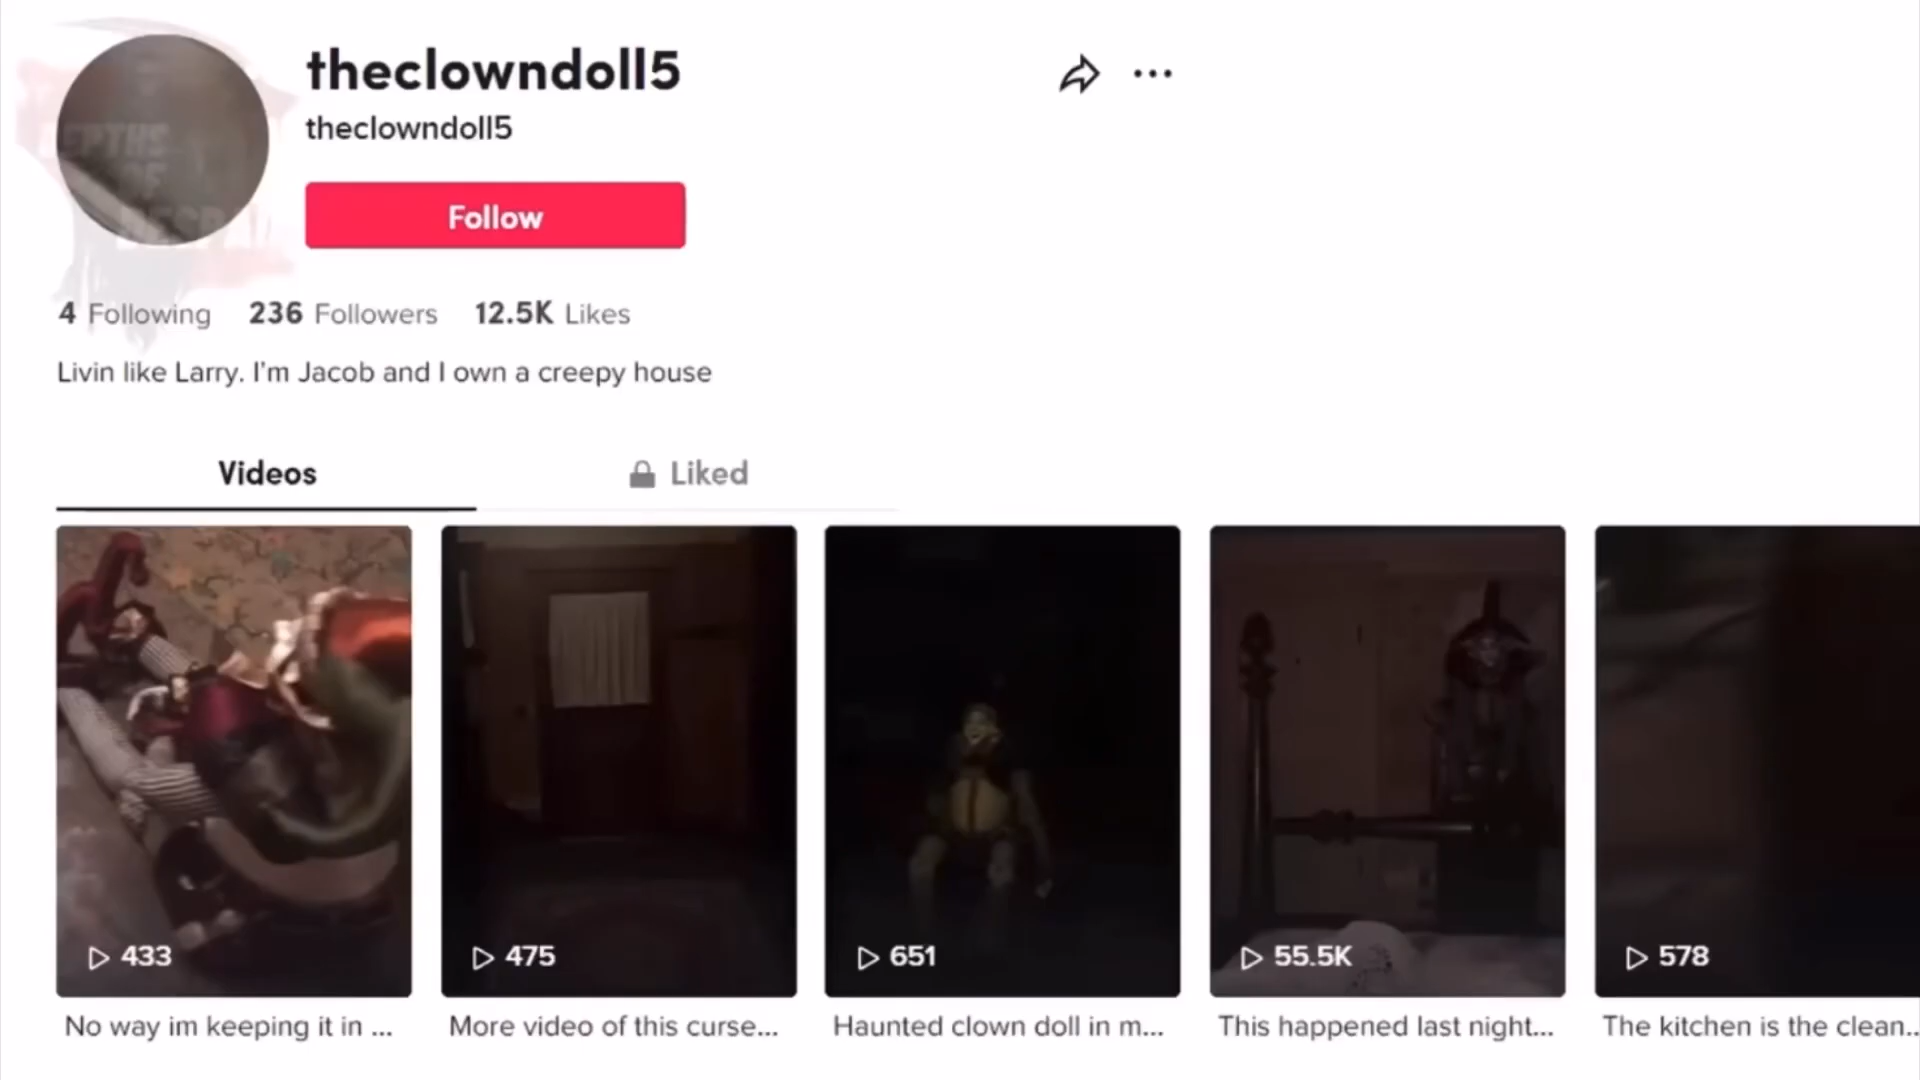 theclowndoll5
theclowndoll5
DEPTHS
OF
Follow
4 Following 236 Followers 12.5K Likes
Livin like Larry. I'm Jacob and I own a creepy house
Videos
Liked
433
475
651
55.5K
578
No way im keeping it in ...
More video of this curse...
Haunted clown doll in m...
This happened last night...
The kitchen is the clean..